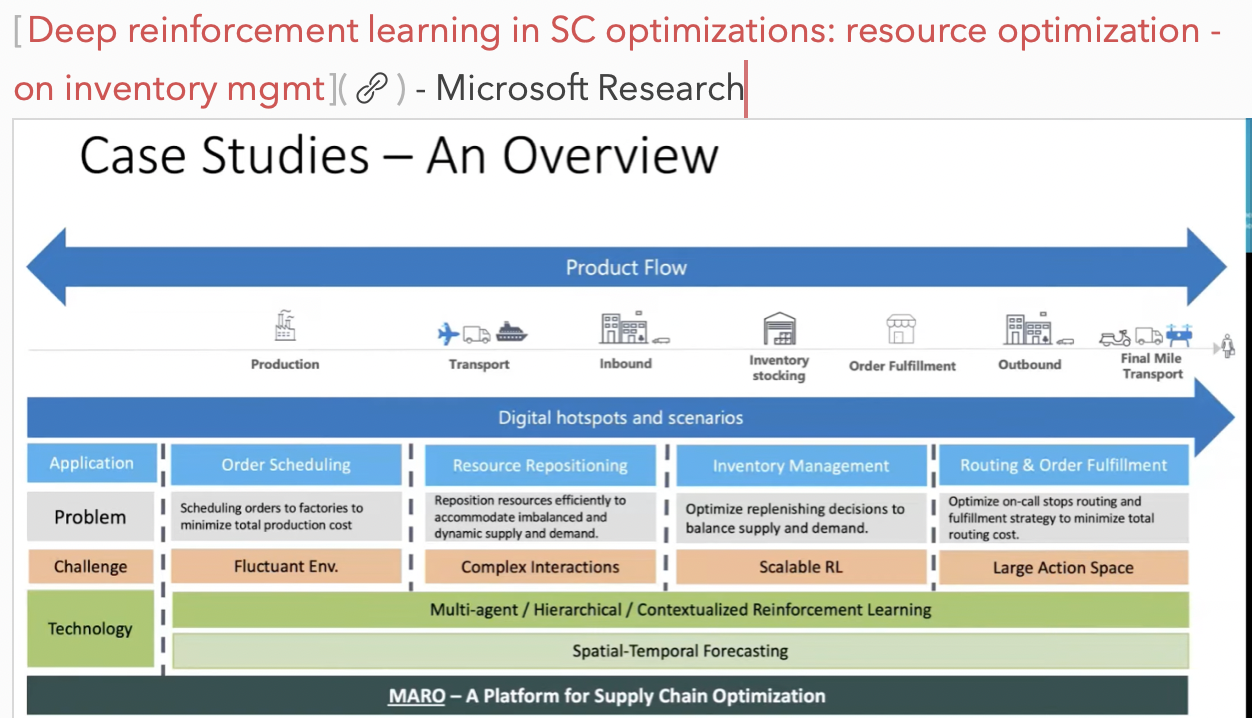 [Deep reinforcement learning in SC optimizations: resource optimization -
on inventory mgmt]( ) - Microsoft Research
Case Studies – An Overview
Product Flow
Production
Transport
Inbound
Inventory
stocking
Order Fulfillment
Outbound
Final Mile
Transport
Digital hotspots and scenarios
Application
Order Scheduling
Resource Repositioning
Inventory Management
Routing & Order Fulfillment
Problem
Scheduling orders to factories to
minimize total production cost
Reposition resources efficiently to
accommodate imbalanced and
dynamic supply and demand.
Optimize replenishing decisions to
balance supply and demand.
Optimize on-call stops routing and
fulfillment strategy to minimize total
routing cost.
Challenge
Fluctuant Env.
Complex Interactions
Scalable RL
Large Action Space
Technology
Multi-agent / Hierarchical / Contextualized Reinforcement Learning
Spatial-Temporal Forecasting
MARO – A Platform for Supply Chain Optimization